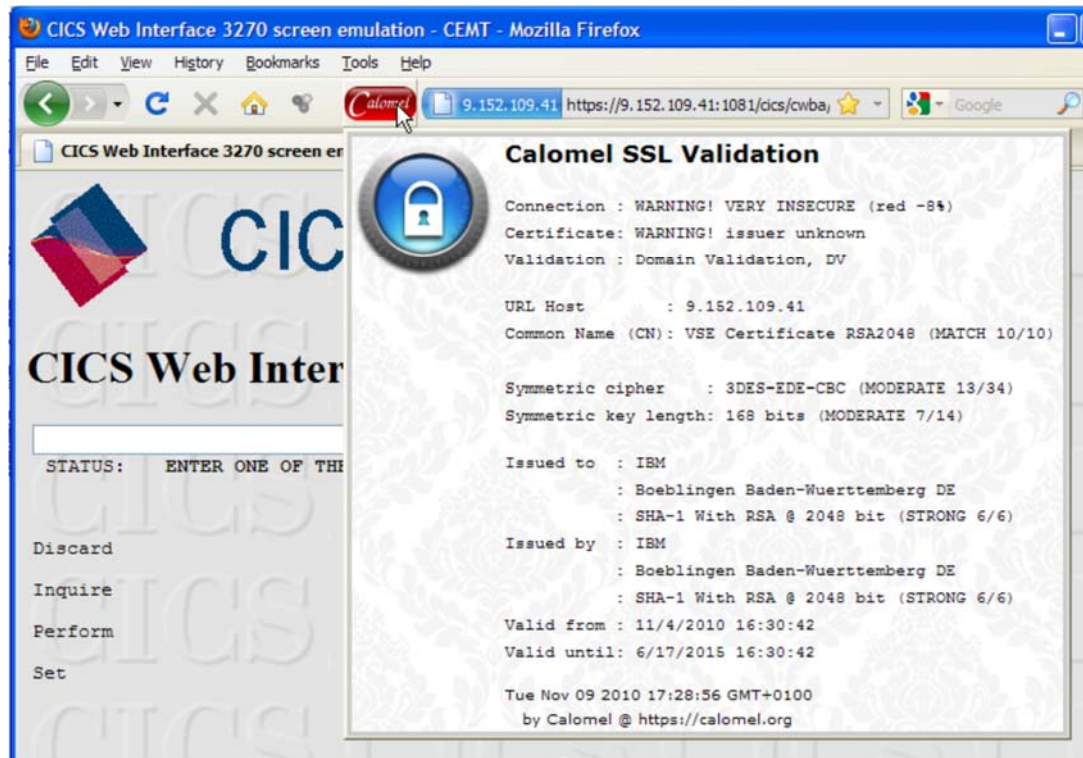 CICS Web Interface 3270 screen emulation - CEMT - Mozilla Firefox
File Edit View History Bookmarks Tools Help
Calomel 9.152.109.41 https://9.152.109.41:1081/cics/cwba/ Google
CICS Web Interface 3270 screen er
Calomel SSL Validation
Connection : WARNING! VERY INSECURE (red -8%)
Certificate: WARNING! issuer unknown
Validation : Domain Validation, DV
CIC
URL Host : 9.152.109.41
Common Name (CN): VSE Certificate RSA2048 (MATCH 10/10)
CICS Web Inter
Symmetric cipher : 3DES-EDE-CBC (MODERATE 13/34)
Symmetric key length: 168 bits (MODERATE 7/14)
STATUS: ENTER ONE OF THE
Issued to : IBM
: Boeblingen Baden-Wuerttemberg DE
: SHA-1 With RSA @ 2048 bit (STRONG 6/6)
Discard
Issued by : IBM
: Boeblingen Baden-Wuerttemberg DE
Inquire
: SHA-1 With RSA @ 2048 bit (STRONG 6/6)
Perform
Valid from : 11/4/2010 16:30:42
Valid until: 6/17/2015 16:30:42
Set
Tue Nov 09 2010 17:28:56 GMT+0100
by Calomel @ https://calomel.org